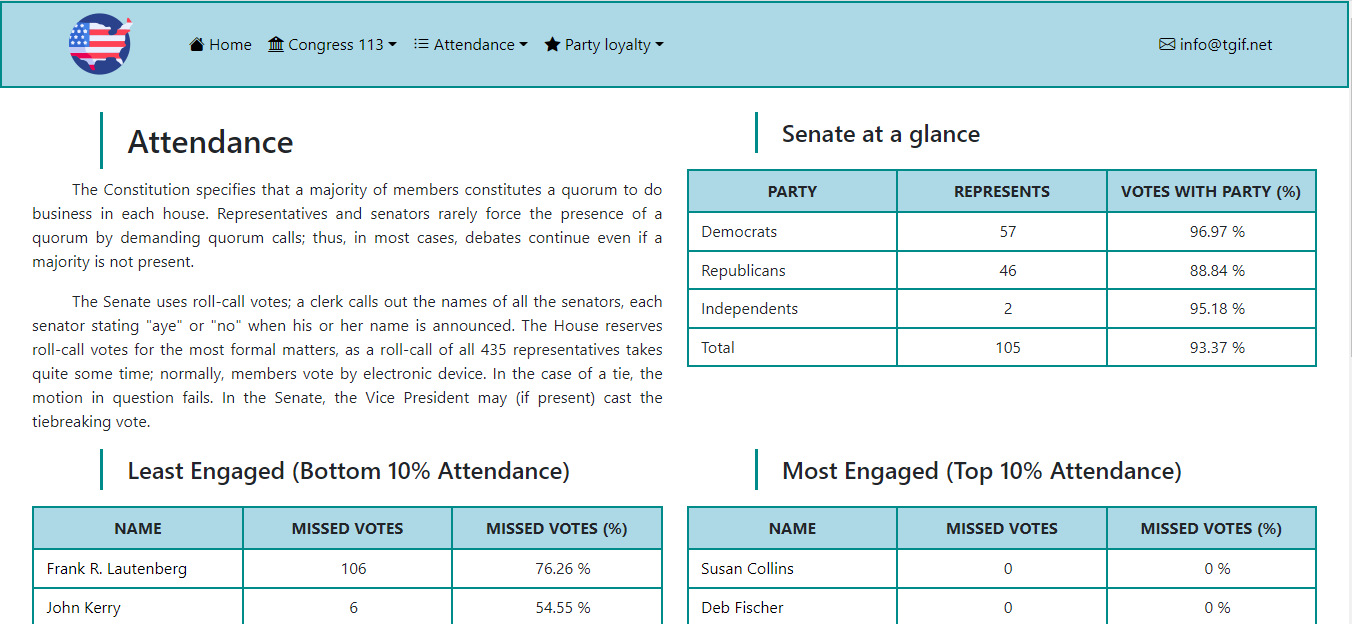 Home Congress 113 Attendance Party loyalty info@tgif.net
Attendance
The Constitution specifies that a majority of members constitutes a quorum to do
business in each house. Representatives and senators rarely force the presence of a
quorum by demanding quorum calls; thus, in most cases, debates continue even if a
majority is not present.
The Senate uses roll-call votes; a clerk calls out the names of all the senators, each
senator stating "aye" or "no" when his or her name is announced. The House reserves
roll-call votes for the most formal matters, as a roll-call of all 435 representatives takes
quite some time; normally, members vote by electronic device. In the case of a tie, the
motion in question fails. In the Senate, the Vice President may (if present) cast the
tiebreaking vote.
Senate at a glance
PARTY REPRESENTS VOTES WITH PARTY (%)
Democrats 57 96.97 %
Republicans 46 88.84 %
Independents 2 95.18 %
Total 105 93.37 %
Least Engaged (Bottom 10% Attendance)
NAME MISSED VOTES MISSED VOTES (%)
Frank R. Lautenberg 106 76.26 %
John Kerry 6 54.55 %
Most Engaged (Top 10% Attendance)
NAME MISSED VOTES MISSED VOTES (%)
Susan Collins 0 0 %
Deb Fischer 0 0 %